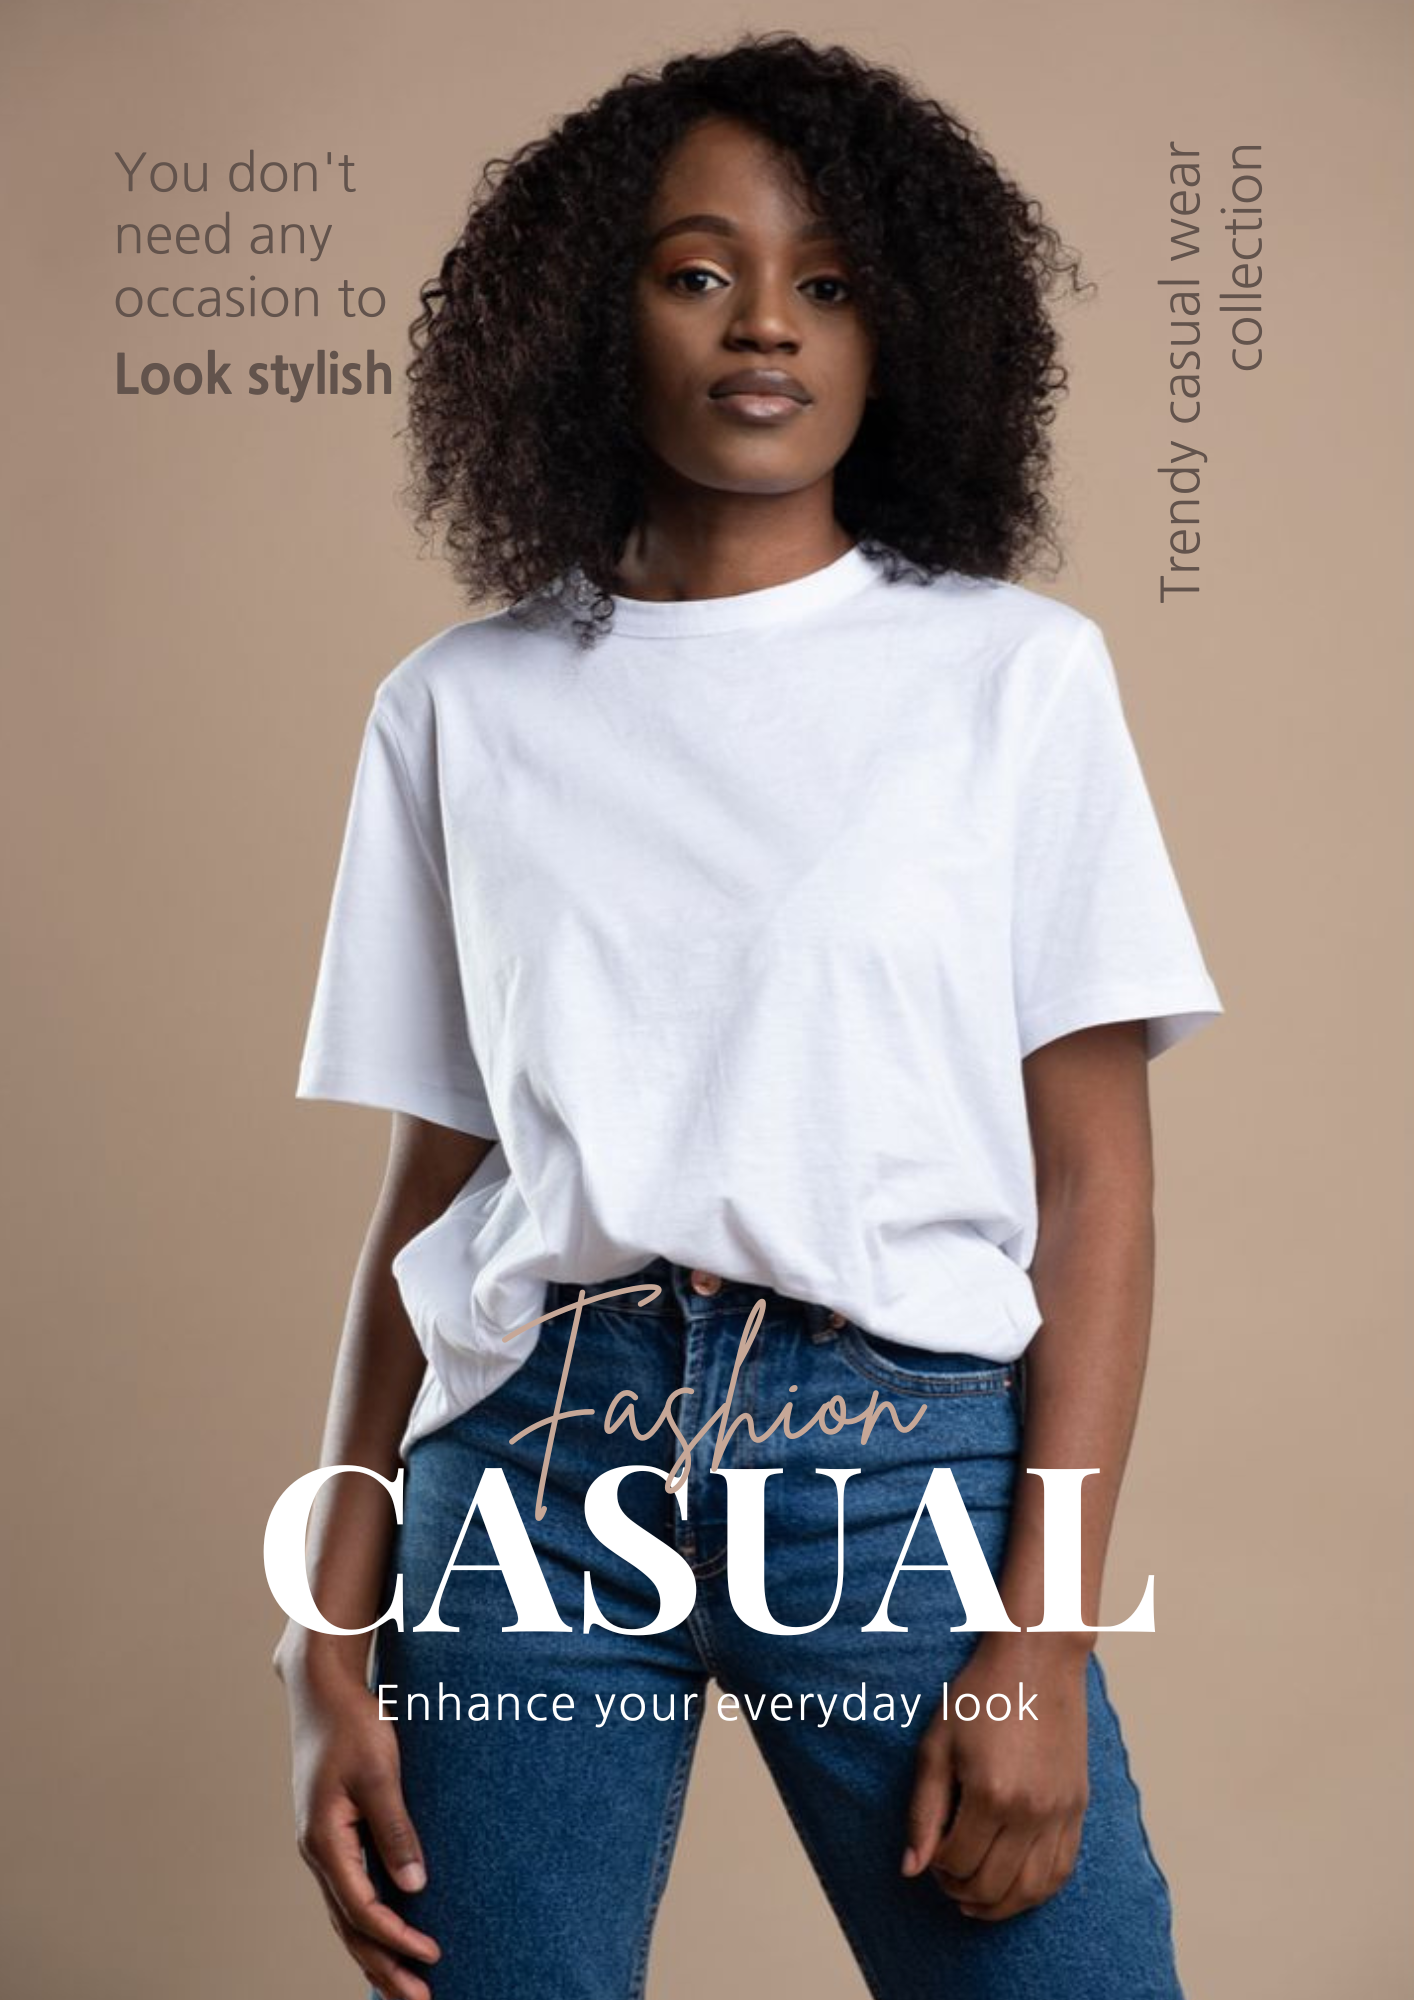 You don't
need any
occasion to
Look stylish
Trendy casual wear
collection
Fashion
CASUAL
Enhance your everyday look